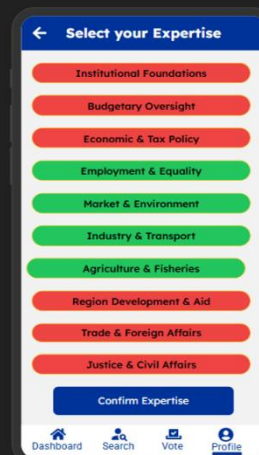 Select your Expertise
Institutional Foundations
Budgetary Oversight
Economic & Tax Policy
Employment & Equality
Market & Environment
Industry & Transport
Agriculture & Fisheries
Region Development & Aid
Trade & Foreign Affairs
Justice & Civil Affairs
Confirm Expertise
Dashboard Search Vote Profile